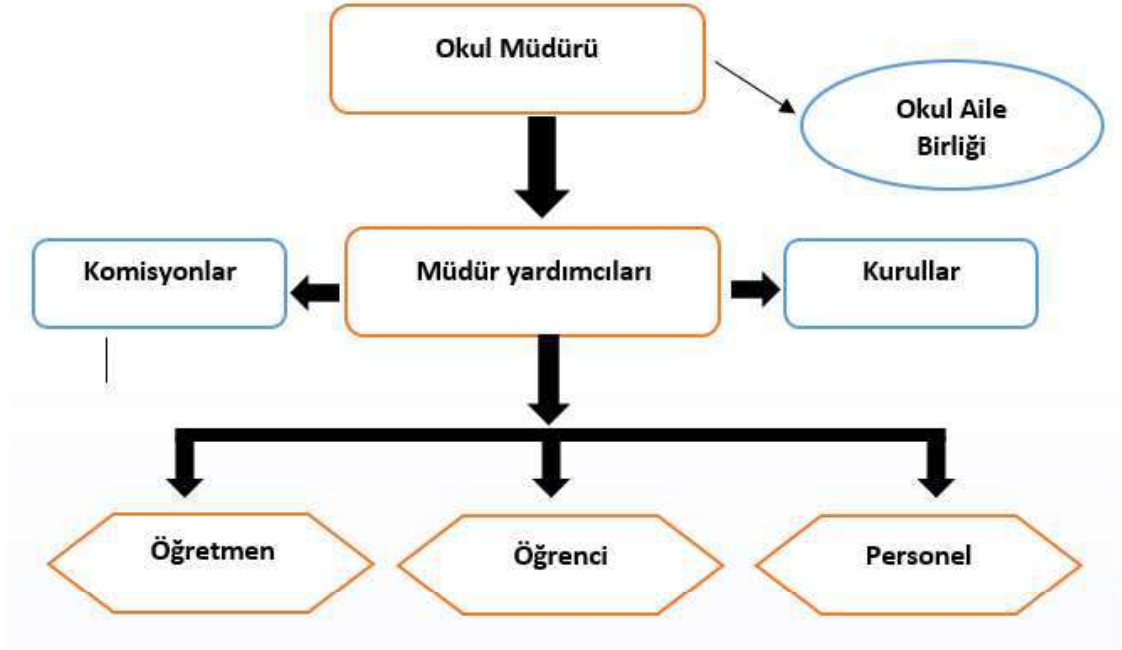 Okul Müdürü
Okul Aile
Birliği
Komisyonlar
Müdür yardımcıları
Kurullar
Öğretmen
Öğrenci
Personel